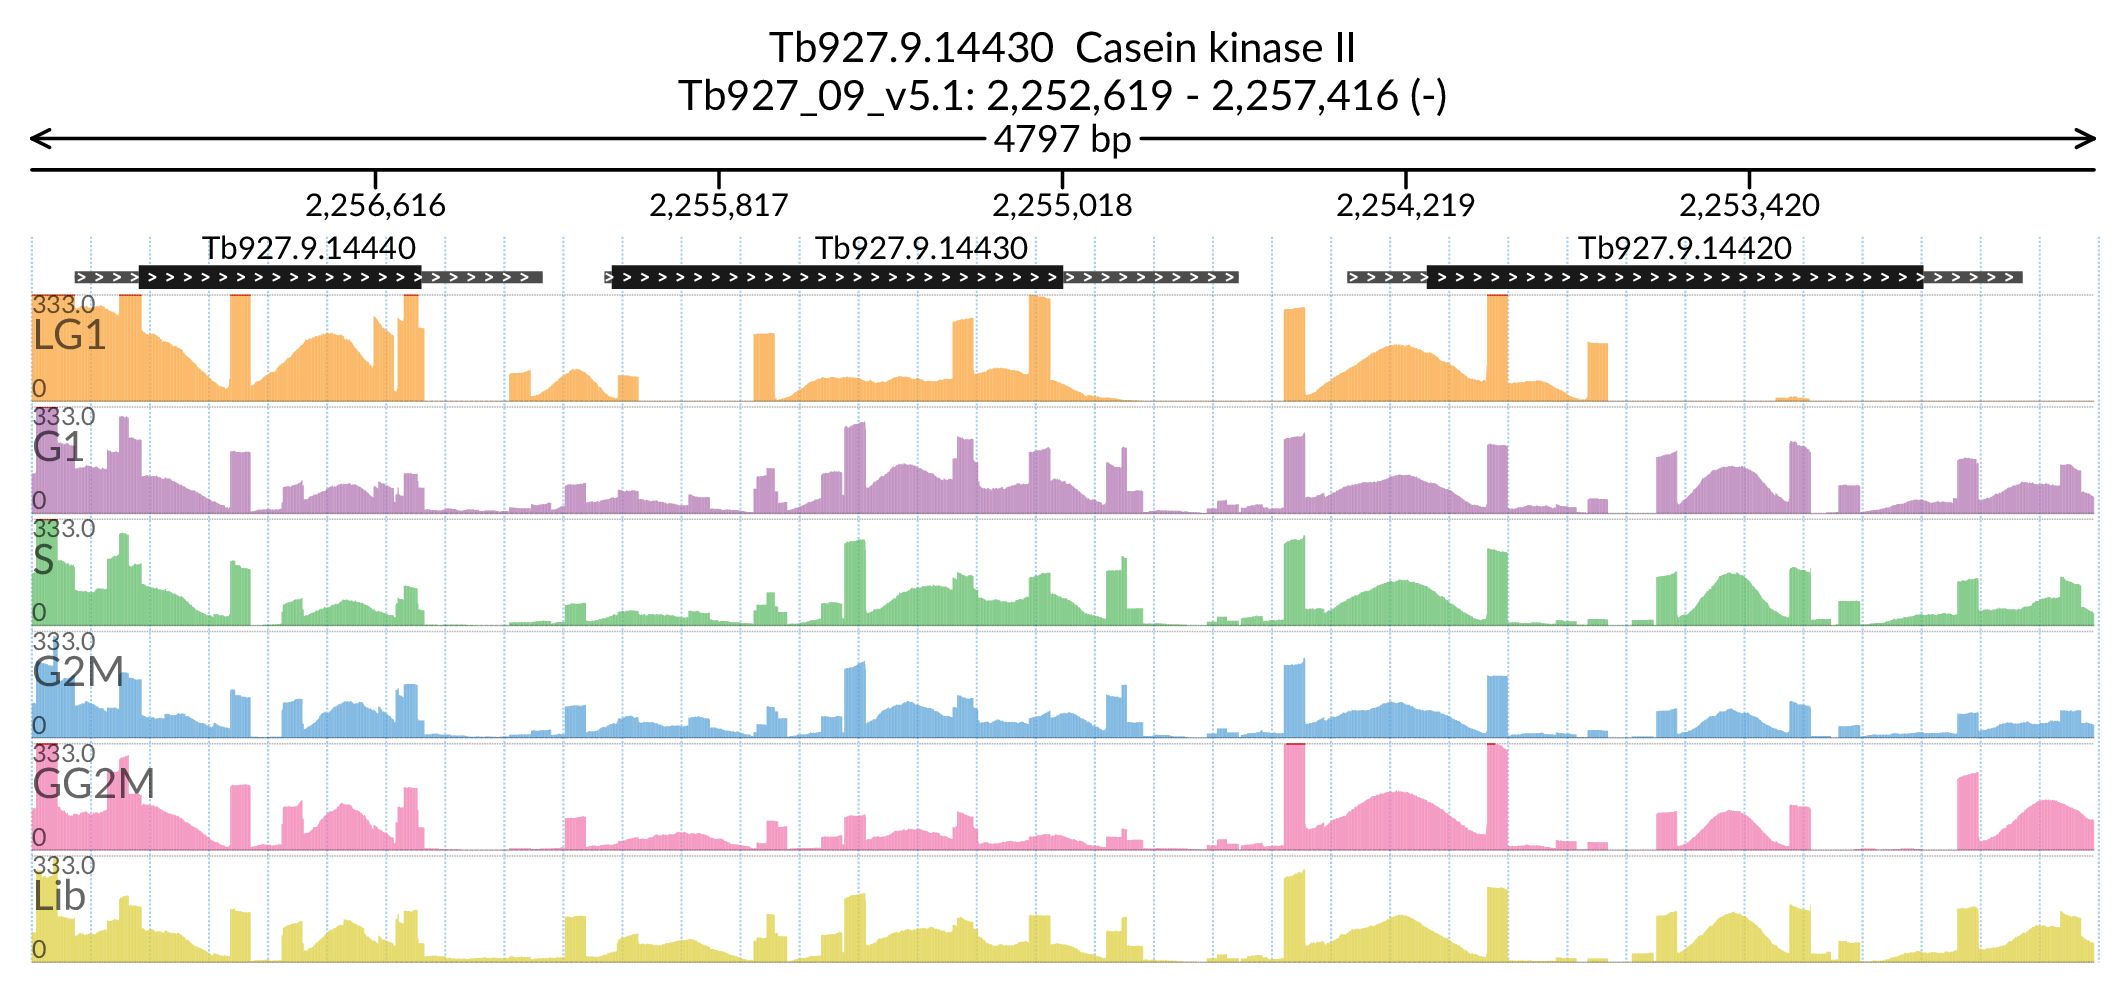 Tb927.9.14430 Casein kinase II
Tb927_09_v5.1: 2,252,619 - 2,257,416 (-)
4797 bp
2,256,616 2,255,817 2,255,018 2,254,219 2,253,420
Tb927.9.14440 Tb927.9.14430 Tb927.9.14420
333.0
LG1
0
333.0
G1
0
333.0
S
0
333.0
G2M
0
333.0
GG2M
0
333.0
Lib
0